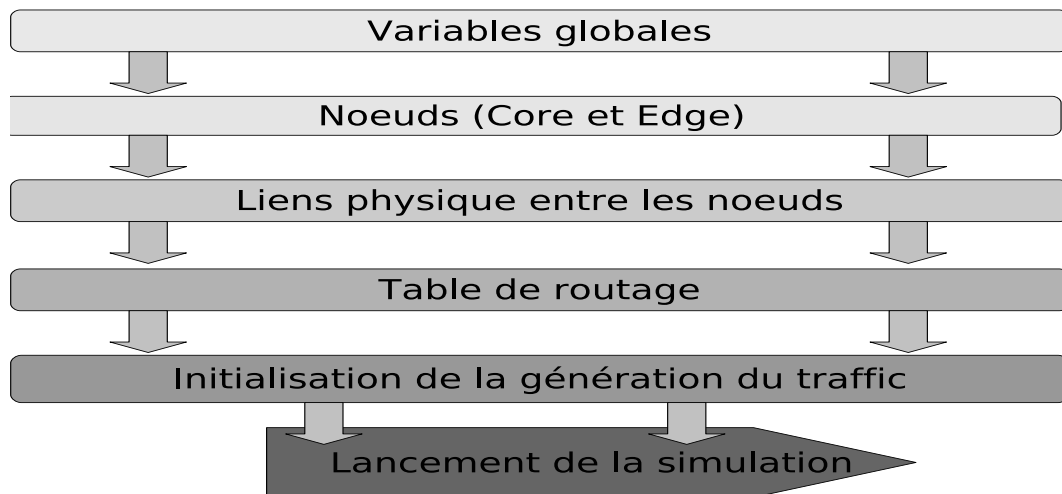 Variables globales
Noeuds (Core et Edge)
Liens physique entre les noeuds
Table de routage
Initialisation de la génération du traffic
Lancement de la simulation